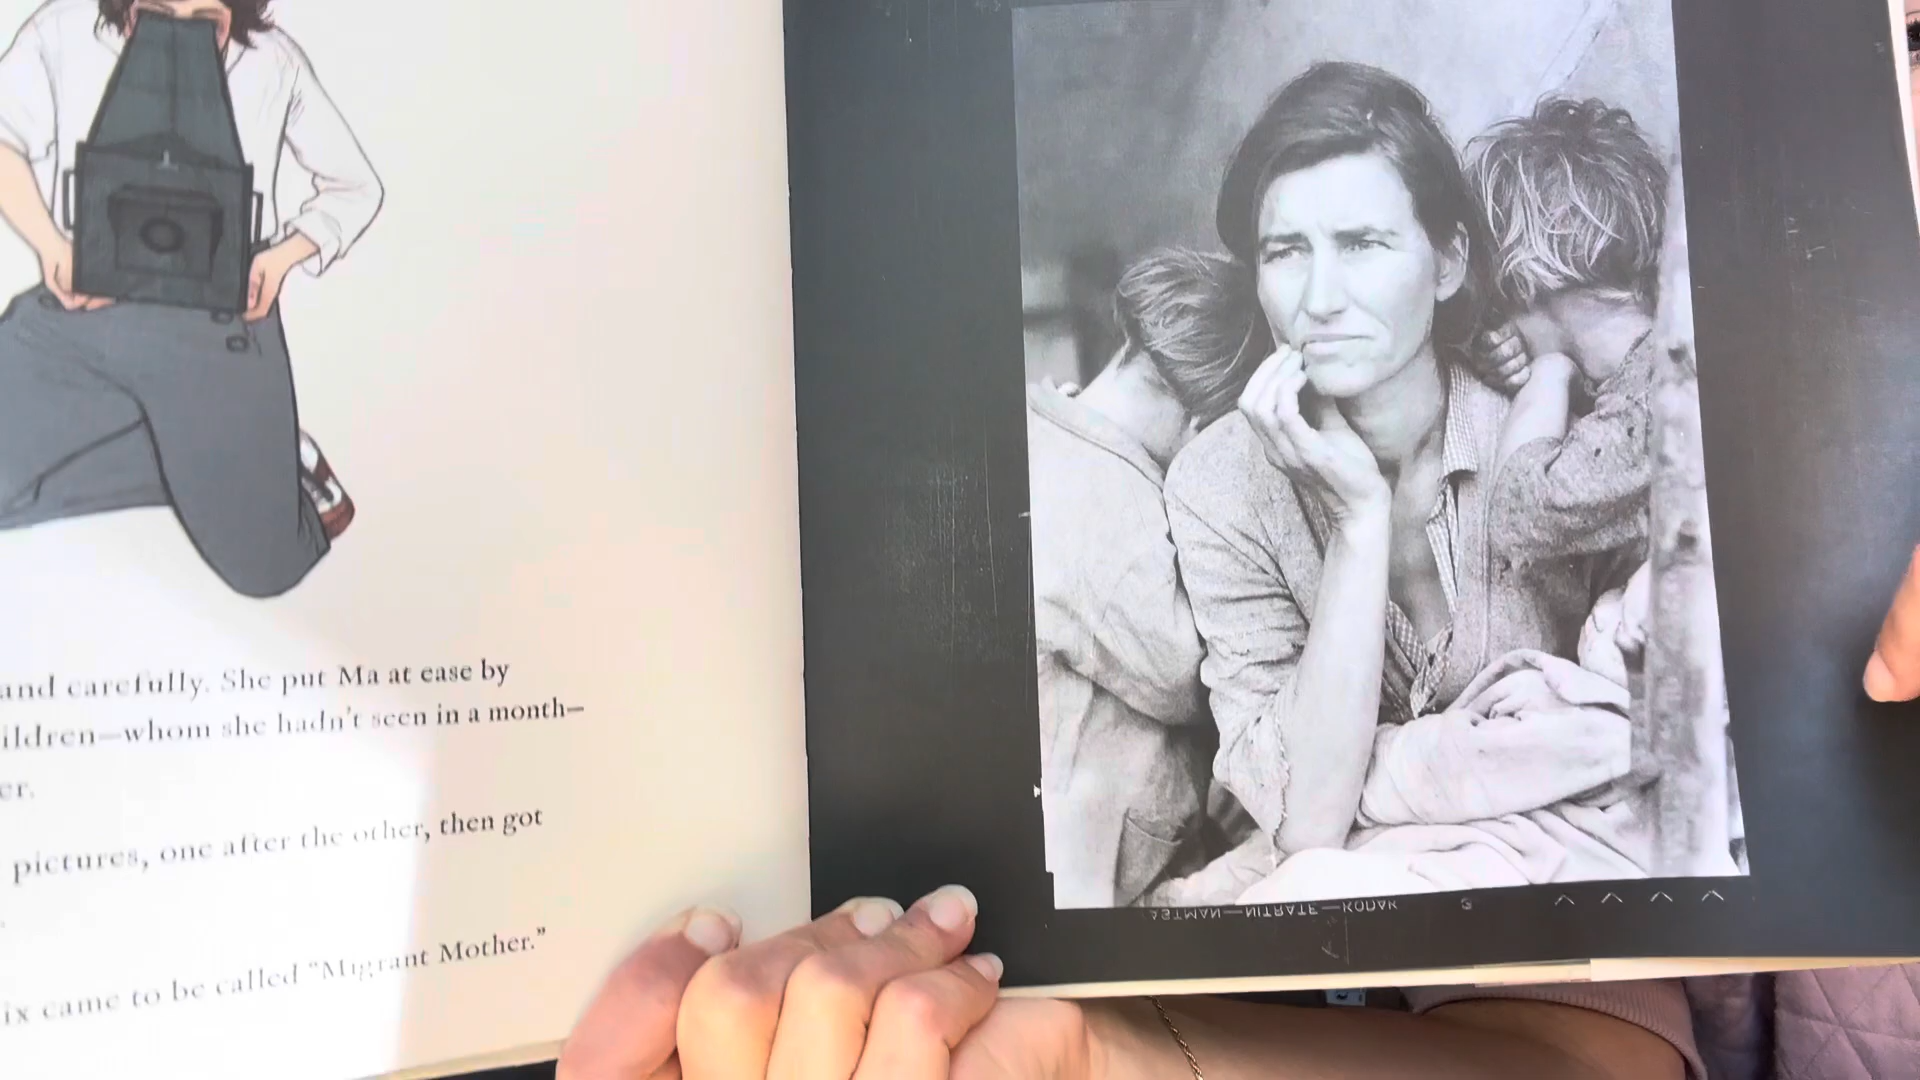 and carefully. She put Ma at ease by
ildren—whom she hadn't seen in a month—
er.
pictures, one after the other, then got
ix came to be called "Migrant Mother."
ASTMAN—NITRATE—KODAK